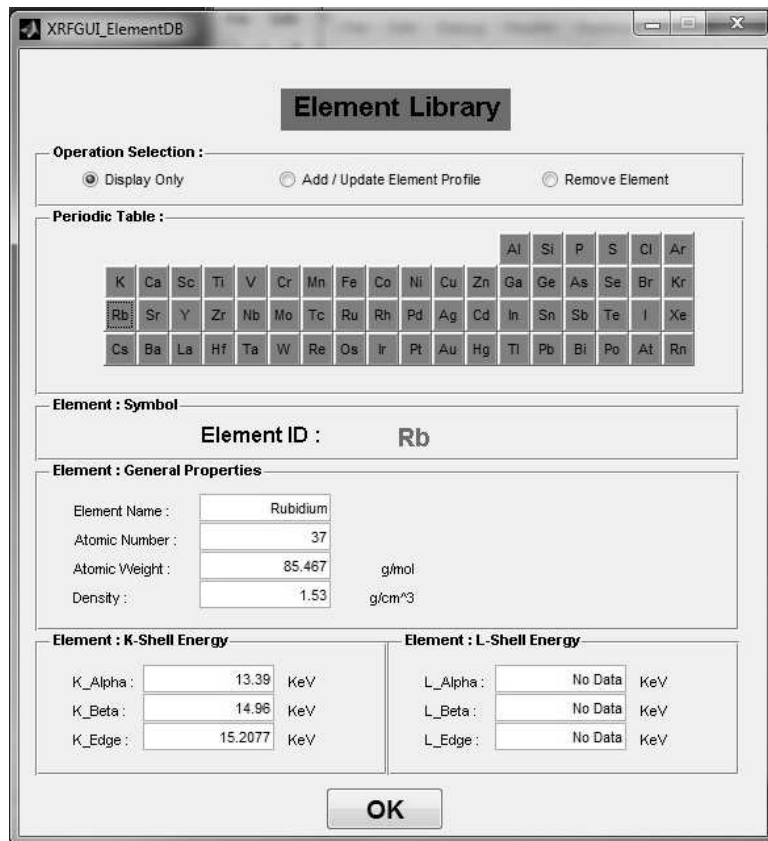 XRFGUI_ElementDB
Element Library
Operation Selection :
Display Only Add / Update Element Profile Remove Element
Periodic Table :
Al Si P S Cl Ar
K Ca Sc Ti V Cr Mn Fe Co Ni Cu Zn Ga Ge As Se Br Kr
Rb Sr Y Zr Nb Mo Tc Ru Rh Pd Ag Cd In Sn Sb Te I Xe
Cs Ba La Hf Ta W Re Os Ir Pt Au Hg Tl Pb Bi Po At Rn
Element : Symbol
Element ID : Rb
Element : General Properties
Element Name : Rubidium
Atomic Number : 37
Atomic Weight : 85.467 g/mol
Density : 1.53 g/cm^3
Element : K-Shell Energy
K_Alpha : 13.39 KeV
K_Beta : 14.96 KeV
K_Edge : 15.2077 KeV
Element : L-Shell Energy
L_Alpha : No Data KeV
L_Beta : No Data KeV
L_Edge : No Data KeV
OK